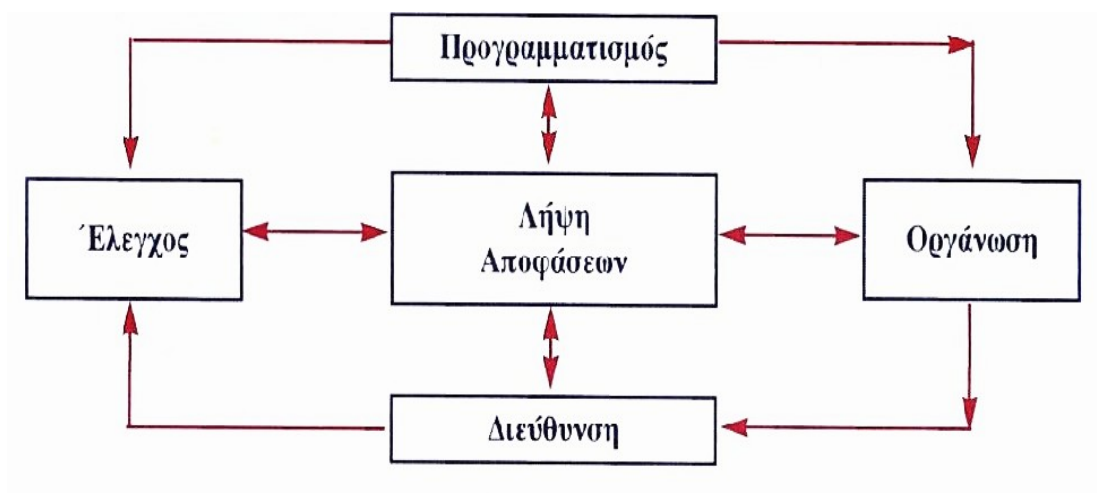 Προγραμματισμός
Έλεγχος
Λήψη
Αποφάσεων
Οργάνωση
Διεύθυνση